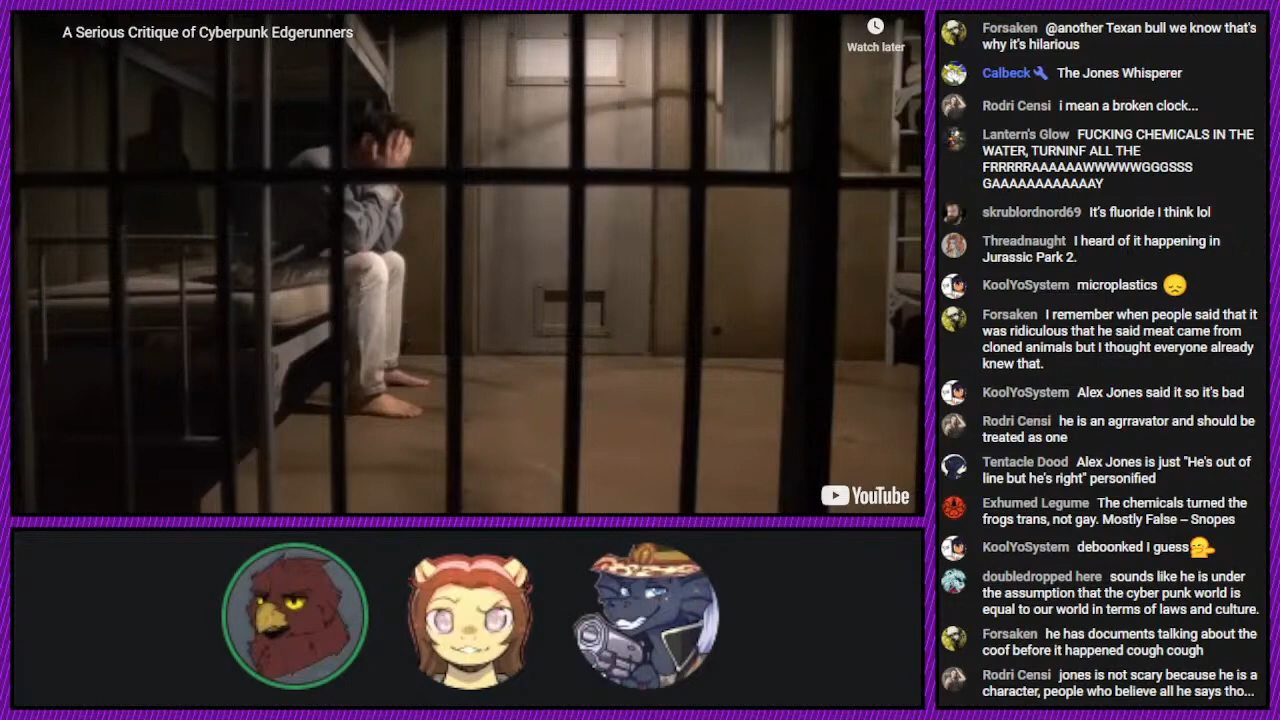 A Serious Critique of Cyberpunk Edgerunners
Watch later
YouTube
Forsaken @another Texan bull we know that's
why it's hilarious
Calbeck The Jones Whisperer
Rodri Censi i mean a broken clock...
Lantern's Glow FUCKING CHEMICALS IN THE
WATER, TURNINF ALL THE
FRRRRRAAAAAAWWWWWGGGSSS
GAAAAAAAAAAAAY
skrublordnord69 It's fluoride I think lol
Threadnaught I heard of it happening in
Jurassic Park 2.
KoolYoSystem microplastics 😞
Forsaken I remember when people said that it
was ridiculous that he said meat came from
cloned animals but I thought everyone already
knew that.
KoolYoSystem Alex Jones said it so it's bad
Rodri Censi he is an agrravator and should be
treated as one
Tentacle Dood Alex Jones is just "He's out of
line but he's right" personified
Exhumed Legume The chemicals turned the
frogs trans, not gay. Mostly False – Snopes
KoolYoSystem deboonked I guess
doubledropped here sounds like he is under
the assumption that the cyber punk world is
equal to our world in terms of laws and culture.
Forsaken he has documents talking about the
coof before it happened cough cough
Rodri Censi jones is not scary because he is a
character, people who believe all he says tho...